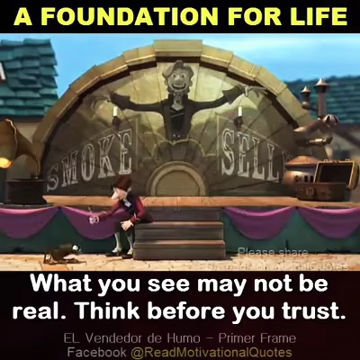 A FOUNDATION FOR LIFE
SMOKE SELL
Please share
What you see may not be
real. Think before you trust.
EL Vendedor de Humo - Primer Frame
Facebook @ReadMotivationalQuotes